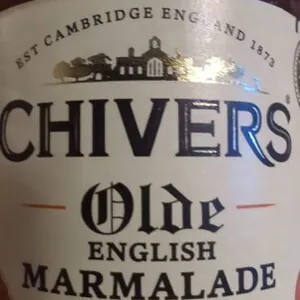 EST CAMBRIDGE ENGLAND 1873
CHIVERS®
Olde
ENGLISH
MARMALADE